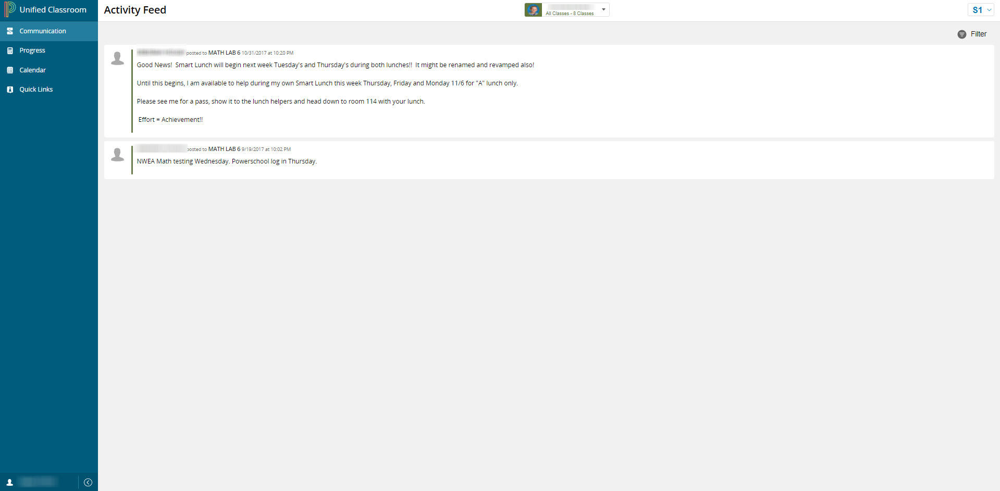 Unified Classroom
Activity Feed
All Classes - 8 Classes
S1
Communication
Progress
Calendar
Quick Links
Filter
posted to MATH LAB 6 10/31/2017 at 10:20 PM
Good News!  Smart Lunch will begin next week Tuesday's and Thursday's during both lunches!!  It might be renamed and revamped also!
Until this begins, I am available to help during my own Smart Lunch this week Thursday, Friday and Monday 11/6 for "A" lunch only.
Please see me for a pass, show it to the lunch helpers and head down to room 114 with your lunch.
Effort = Achievement!!
posted to MATH LAB 6 9/19/2017 at 10:02 PM
NWEA Math testing Wednesday. Powerschool log in Thursday.